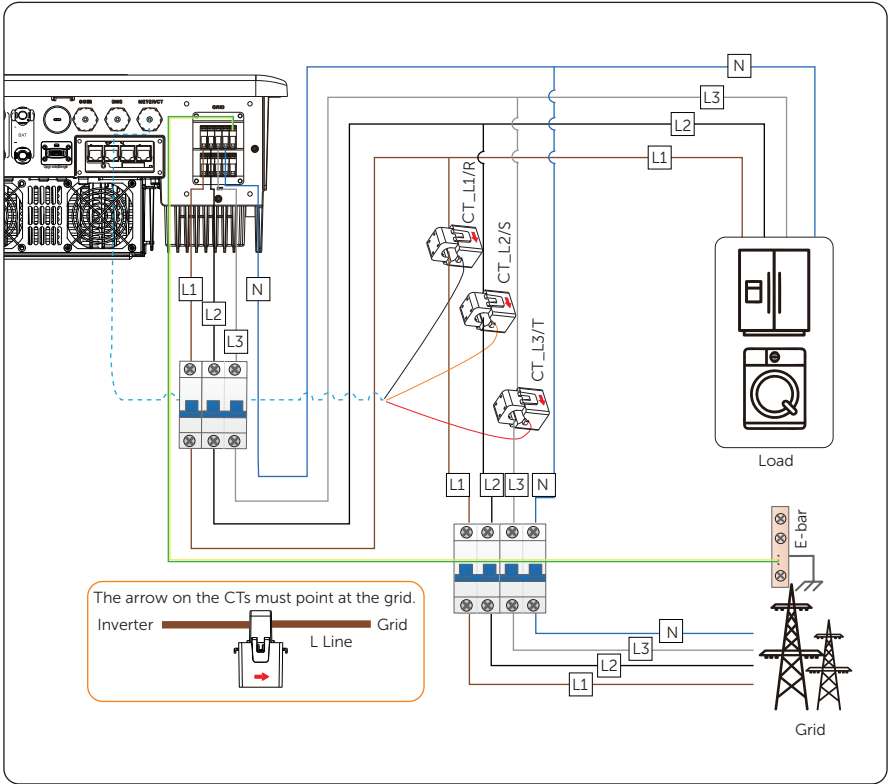 COM
DRM
METER/CT
GRID
BAT
N
L3
L2
L1
CT_L1/R
CT_L2/S
CT_L3/T
L1
L2
L3
N
Load
L1
L2
L3
N
E-bar
The arrow on the CTs must point at the grid.
Inverter
Grid
L Line
N
L3
L2
L1
Grid